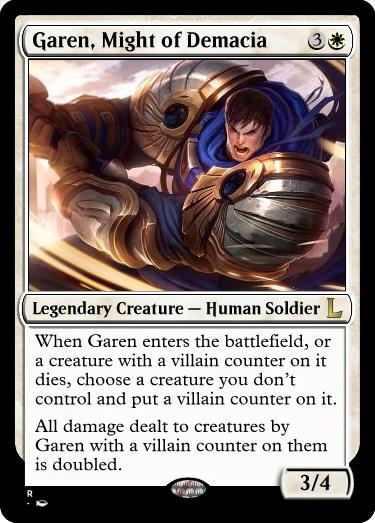 Garen, Might of Demacia 3
Legendary Creature — Human Soldier L
When Garen enters the battlefield, or
a creature with a villain counter on it
dies, choose a creature you don't
control and put a villain counter on it.
All damage dealt to creatures by
Garen with a villain counter on them
is doubled.
3/4
R